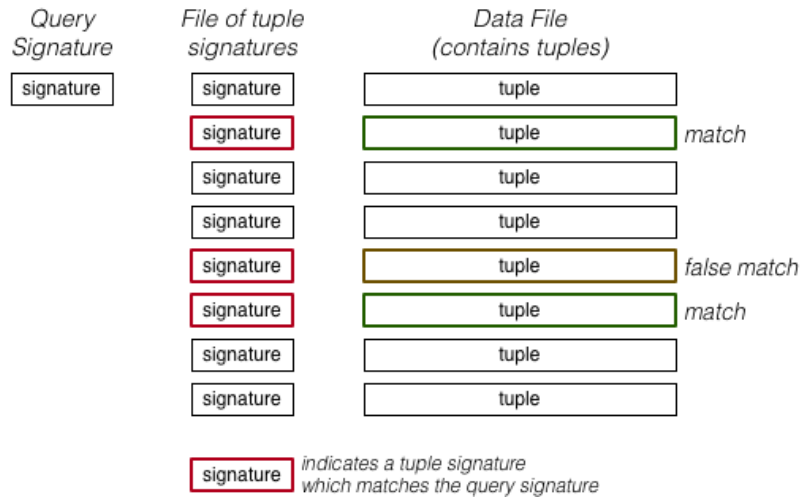 Query
Signature
File of tuple
signatures
Data File
(contains tuples)
signature signature tuple
signature tuple match
signature tuple
signature tuple
signature tuple false match
signature tuple match
signature tuple
signature tuple
signature indicates a tuple signature
which matches the query signature